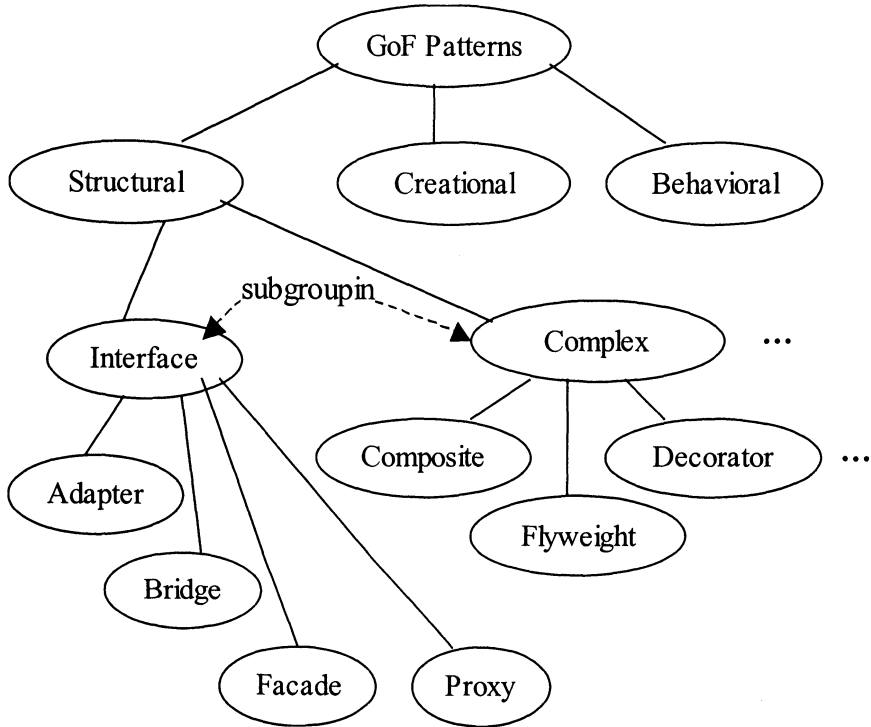 GoF Patterns
Structural
Creational
Behavioral
subgroupin
Interface
Complex
...
Composite
Decorator
...
Adapter
Flyweight
Bridge
Facade
Proxy